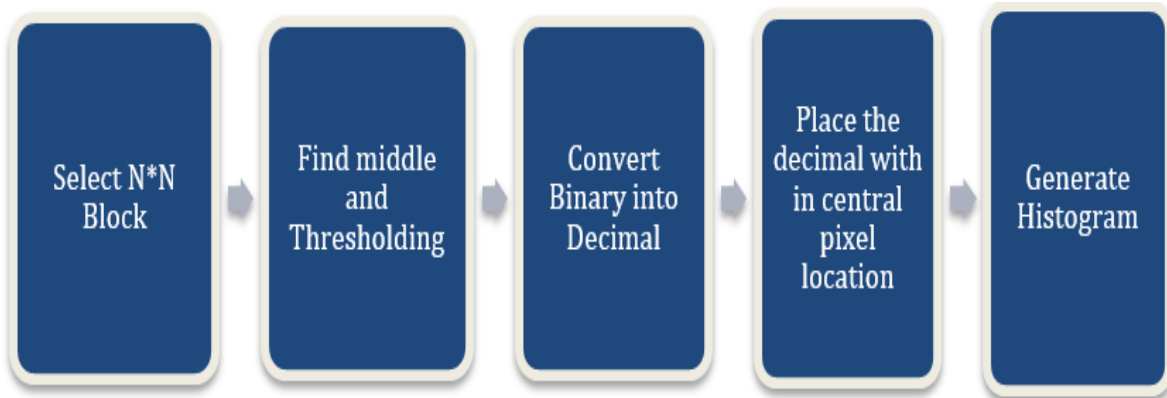 Select N*N
Block
Find middle
and
Thresholding
Convert
Binary into
Decimal
Place the
decimal with
in central
pixel
location
Generate
Histogram